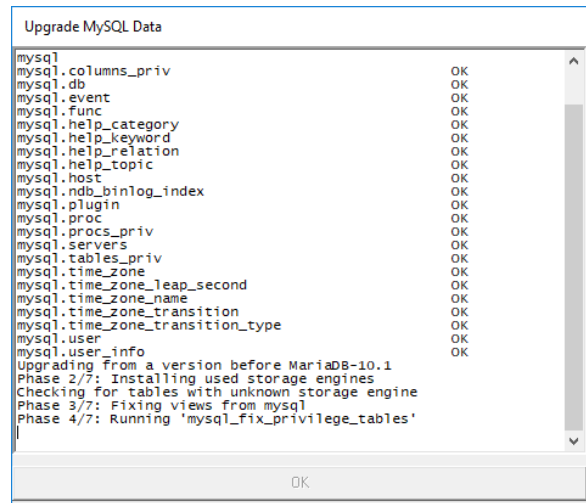 Upgrade MySQL Data
mysql
mysql.columns_priv OK
mysql.db OK
mysql.event OK
mysql.func OK
mysql.help_category OK
mysql.help_keyword OK
mysql.help_relation OK
mysql.help_topic OK
mysql.host OK
mysql.ndb_binlog_index OK
mysql.plugin OK
mysql.proc OK
mysql.procs_priv OK
mysql.servers OK
mysql.tables_priv OK
mysql.time_zone OK
mysql.time_zone_leap_second OK
mysql.time_zone_name OK
mysql.time_zone_transition OK
mysql.time_zone_transition_type OK
mysql.user OK
mysql.user_info OK
Upgrading from a version before MariaDB-10.1
Phase 2/7: Installing used storage engines
Checking for tables with unknown storage engine
Phase 3/7: Fixing views from mysql
Phase 4/7: Running 'mysql_fix_privilege_tables'
OK